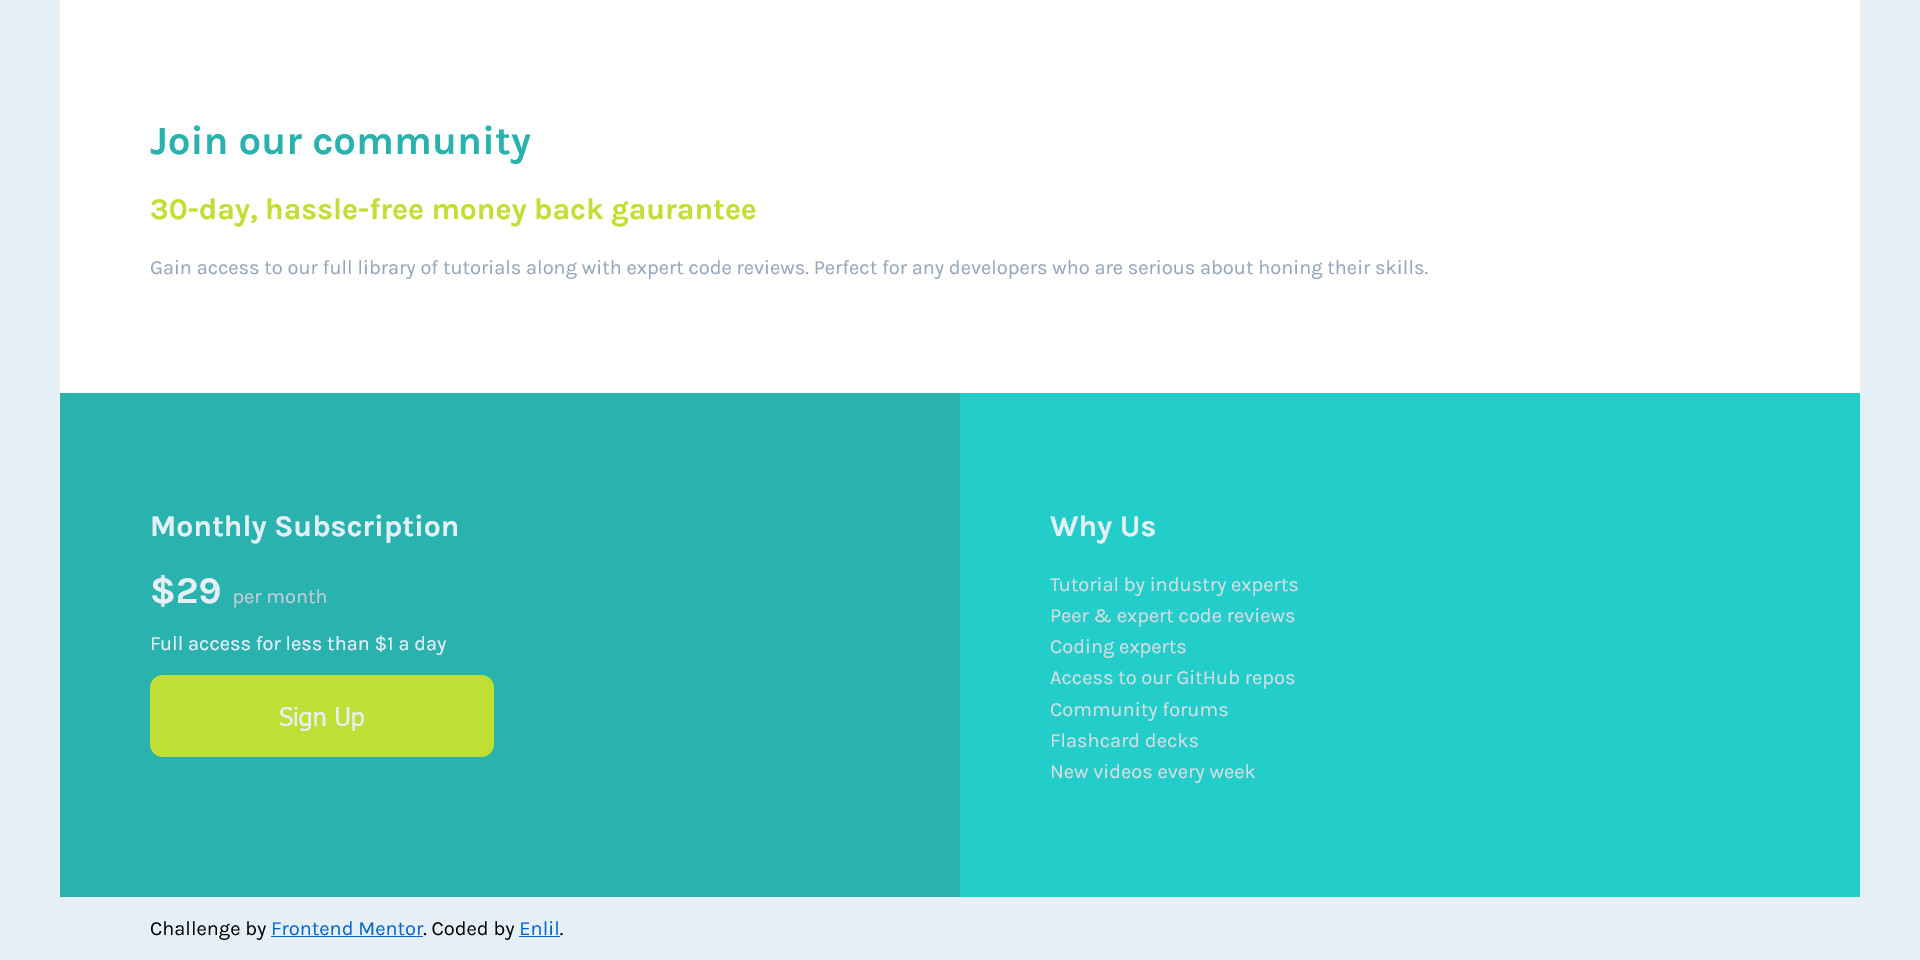 Join our community
30-day, hassle-free money back gaurantee
Gain access to our full library of tutorials along with expert code reviews. Perfect for any developers who are serious about honing their skills.
Monthly Subscription
$29 per month
Full access for less than $1 a day
Sign Up
Why Us
Tutorial by industry experts
Peer & expert code reviews
Coding experts
Access to our GitHub repos
Community forums
Flashcard decks
New videos every week
Challenge by Frontend Mentor. Coded by Enlil.